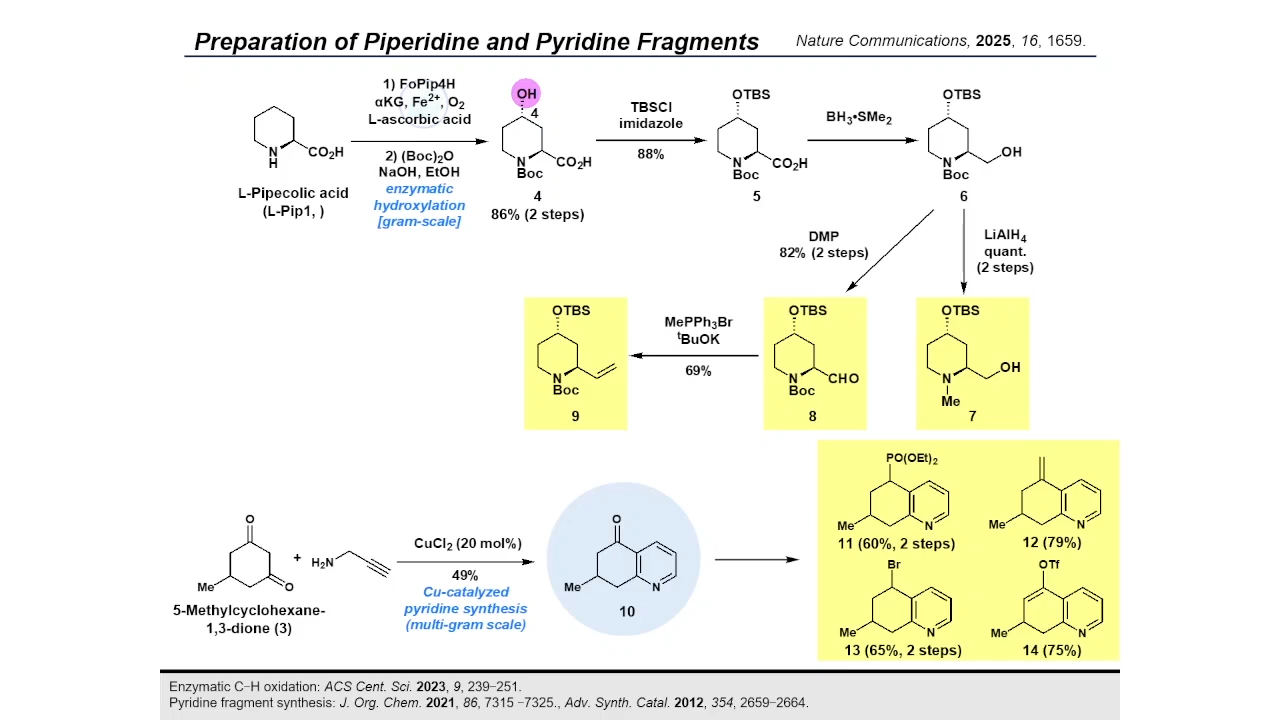 Preparation of Piperidine and Pyridine Fragments
Nature Communications, 2025, 16, 1659.
1) FoPip4H
αKG, Fe²⁺, O₂
L-ascorbic acid
2) (Boc)₂O
NaOH, EtOH
enzymatic
hydroxylation
[gram-scale]
N
H
CO₂H
L-Pipecolic acid
(L-Pip1, )
OH
4
N
Boc
CO₂H
4
86% (2 steps)
TBSCl
imidazole
88%
OTBS
N
Boc
CO₂H
5
BH₃•SMe₂
OTBS
N
Boc
OH
6
DMP
82% (2 steps)
LiAlH₄
quant.
(2 steps)
OTBS
N
Boc
9
MePPh₃Br
ᵗBuOK
69%
OTBS
N
Boc
CHO
8
OTBS
N
Me
OH
7
O
O
Me
5-Methylcyclohexane-
1,3-dione (3)
+
H₂N
CuCl₂ (20 mol%)
49%
Cu-catalyzed
pyridine synthesis
(multi-gram scale)
O
Me
N
10
PO(OEt)₂
Me
N
11 (60%, 2 steps)
Me
N
12 (79%)
Br
Me
N
13 (65%, 2 steps)
OTf
Me
N
14 (75%)
Enzymatic C−H oxidation: ACS Cent. Sci. 2023, 9, 239−251.
Pyridine fragment synthesis: J. Org. Chem. 2021, 86, 7315 −7325., Adv. Synth. Catal. 2012, 354, 2659−2664.